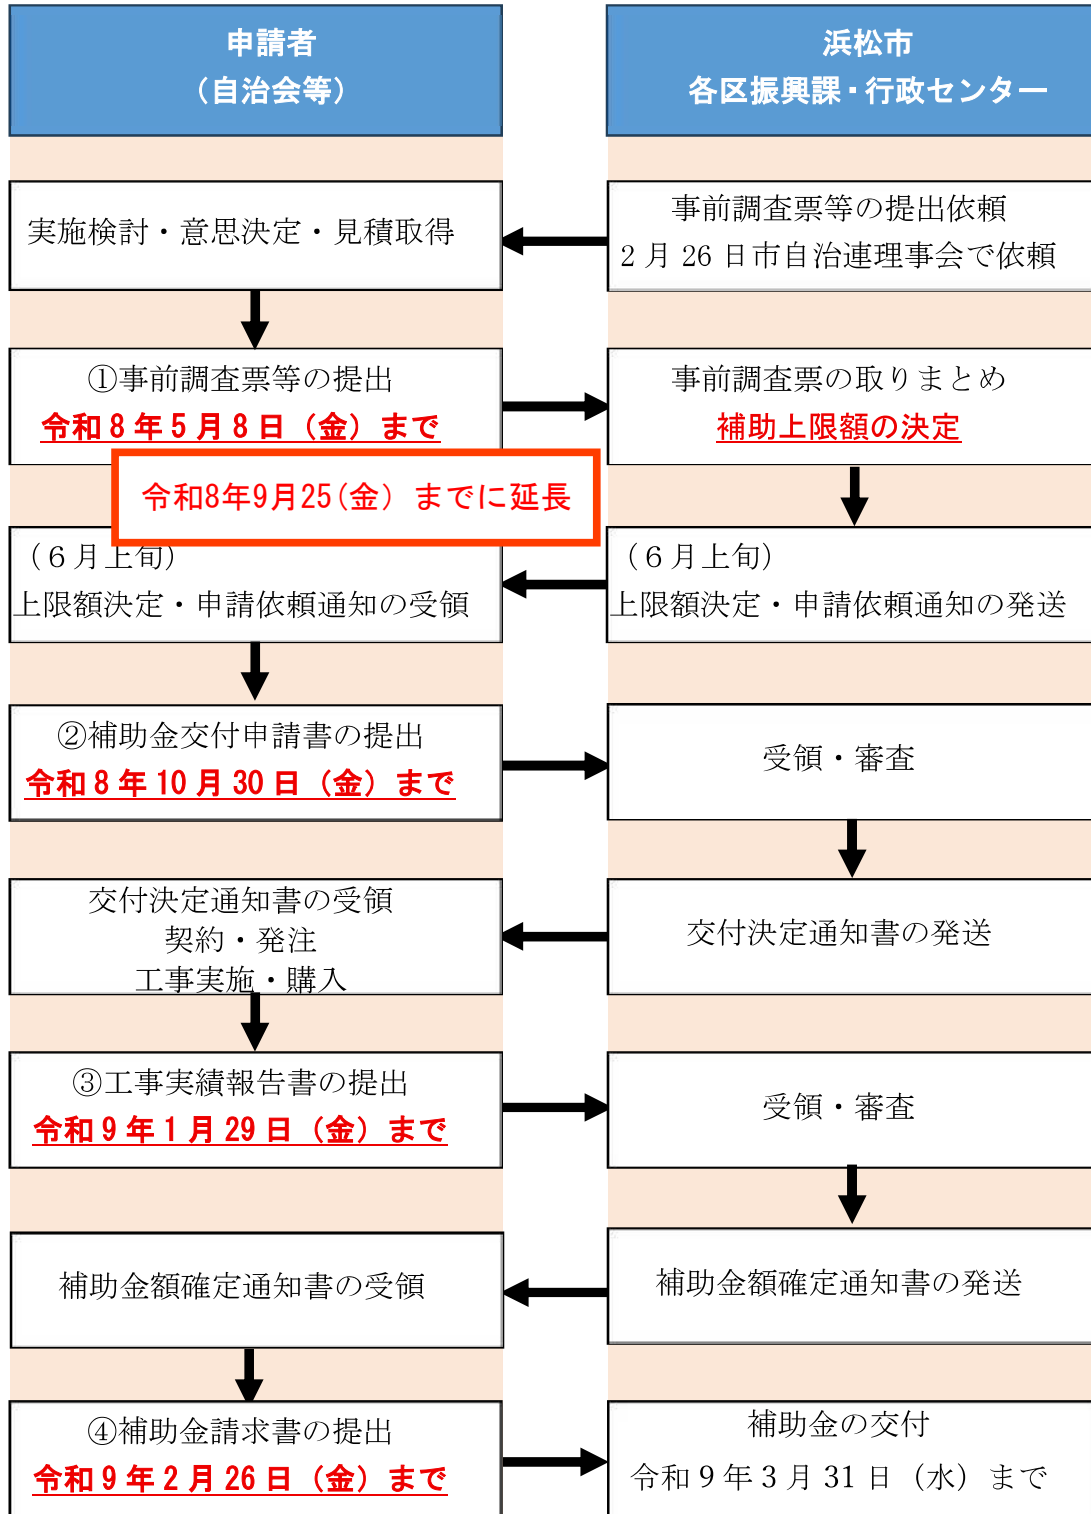 申請者
（自治会等）
浜松市
各区振興課・行政センター
実施検討・意思決定・見積取得
事前調査票等の提出依頼
2月26日市自治連理事会で依頼
①事前調査票等の提出
令和8年5月8日（金）まで
事前調査票の取りまとめ
補助上限額の決定
令和8年9月25(金）までに延長
（６月上旬）
上限額決定・申請依頼通知の受領
（６月上旬）
上限額決定・申請依頼通知の発送
②補助金交付申請書の提出
令和8年10月30日（金）まで
受領・審査
交付決定通知書の受領
契約・発注
工事実施・購入
交付決定通知書の発送
③工事実績報告書の提出
令和9年1月29日（金）まで
受領・審査
補助金額確定通知書の受領
補助金額確定通知書の発送
④補助金請求書の提出
令和9年2月26日（金）まで
補助金の交付
令和9年3月31日（水）まで